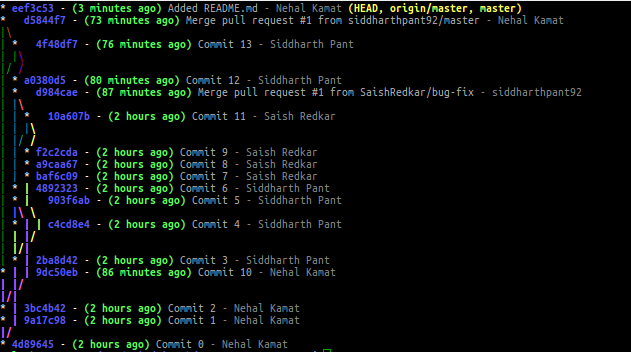 * eef3c53 - (3 minutes ago) Added README.md - Nehal Kamat (HEAD, origin/master, master)
* d5844f7 - (73 minutes ago) Merge pull request #1 from siddharthpant92/master - Nehal Kamat
* 4f48df7 - (76 minutes ago) Commit 13 - Siddharth Pant
* a0380d5 - (80 minutes ago) Commit 12 - Siddharth Pant
* d984cae - (87 minutes ago) Merge pull request #1 from SaishRedkar/bug-fix - siddharthpant92
* 10a607b - (2 hours ago) Commit 11 - Saish Redkar
* f2c2cda - (2 hours ago) Commit 9 - Saish Redkar
* a9caa67 - (2 hours ago) Commit 8 - Saish Redkar
* baf6c09 - (2 hours ago) Commit 7 - Saish Redkar
* 4892323 - (2 hours ago) Commit 6 - Siddharth Pant
* 903f6ab - (2 hours ago) Commit 5 - Siddharth Pant
* c4cd8e4 - (2 hours ago) Commit 4 - Siddharth Pant
* 2ba8d42 - (2 hours ago) Commit 3 - Siddharth Pant
* 9dc50eb - (86 minutes ago) Commit 10 - Nehal Kamat
* 3bc4b42 - (2 hours ago) Commit 2 - Nehal Kamat
* 9a17c98 - (2 hours ago) Commit 1 - Nehal Kamat
* 4d89645 - (2 hours ago) Commit 0 - Nehal Kamat